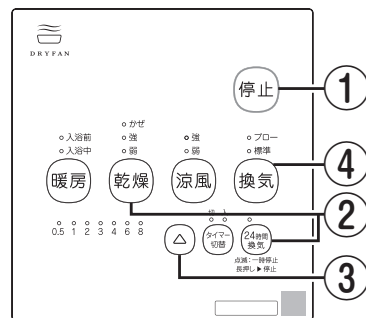 DRYFAN
停止
①
かぜ
入浴前 強 強 ブロー
入浴中 弱 弱 標準
暖房 乾燥 涼風 換気
④
②
切 入
0.5 1 2 3 4 6 8
△ タイマー切替 24時間換気
点滅:一時停止
長押し▶停止
③